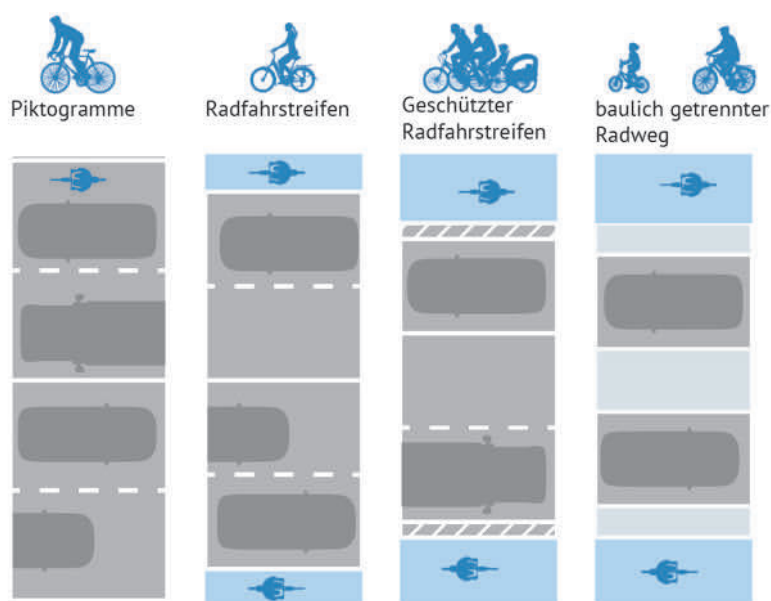 Piktogramme
Radfahrstreifen
Geschützter
Radfahrstreifen
baulich getrennter
Radweg